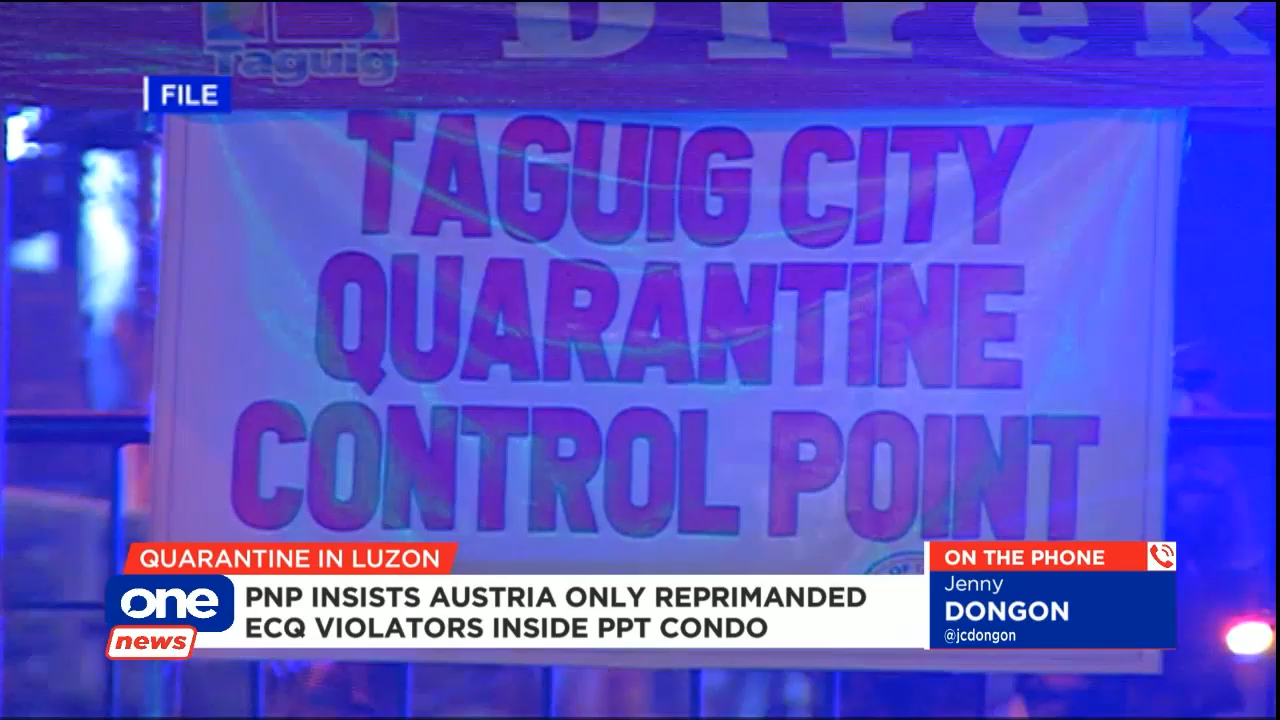 Taguig
Direk
FILE
TAGUIG CITY
QUARANTINE
CONTROL POINT
QUARANTINE IN LUZON
one
news
PNP INSISTS AUSTRIA ONLY REPRIMANDED
ECQ VIOLATORS INSIDE PPT CONDO
ON THE PHONE
Jenny
DONGON
@jcdongon